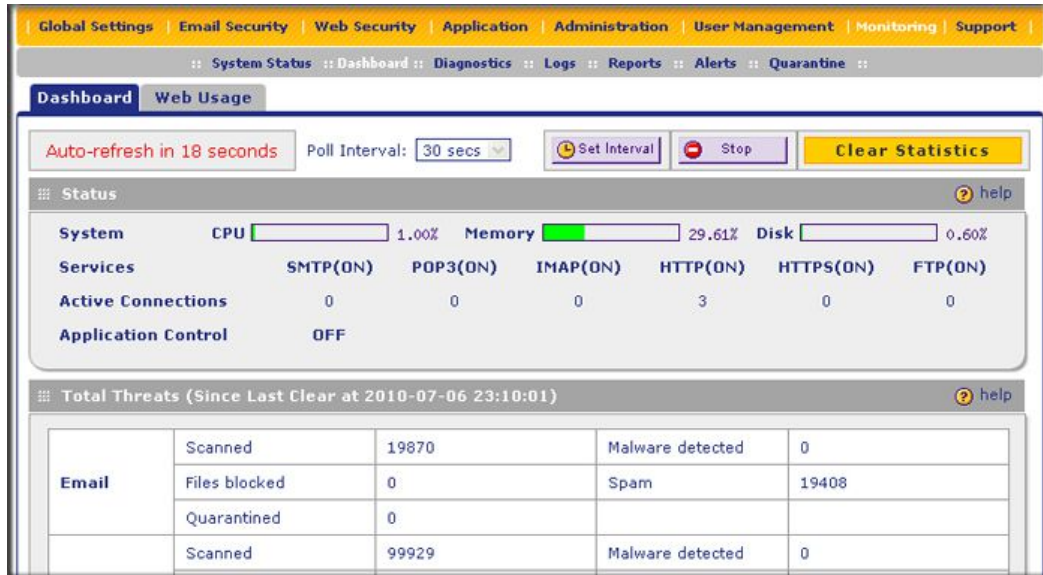 Global Settings | Email Security | Web Security | Application | Administration | User Management | Monitoring | Support |
:: System Status :: Dashboard :: Diagnostics :: Logs :: Reports :: Alerts :: Quarantine ::
Dashboard Web Usage
Auto-refresh in 18 seconds Poll Interval: 30 secs Set Interval Stop Clear Statistics
Status help
System CPU 1.00% Memory 29.61% Disk 0.60%
Services SMTP(ON) POP3(ON) IMAP(ON) HTTP(ON) HTTPS(ON) FTP(ON)
Active Connections 0 0 0 3 0 0
Application Control OFF
Total Threats (Since Last Clear at 2010-07-06 23:10:01) help
Scanned 19870 Malware detected 0
Email Files blocked 0 Spam 19408
Quarantined 0
Scanned 99929 Malware detected 0